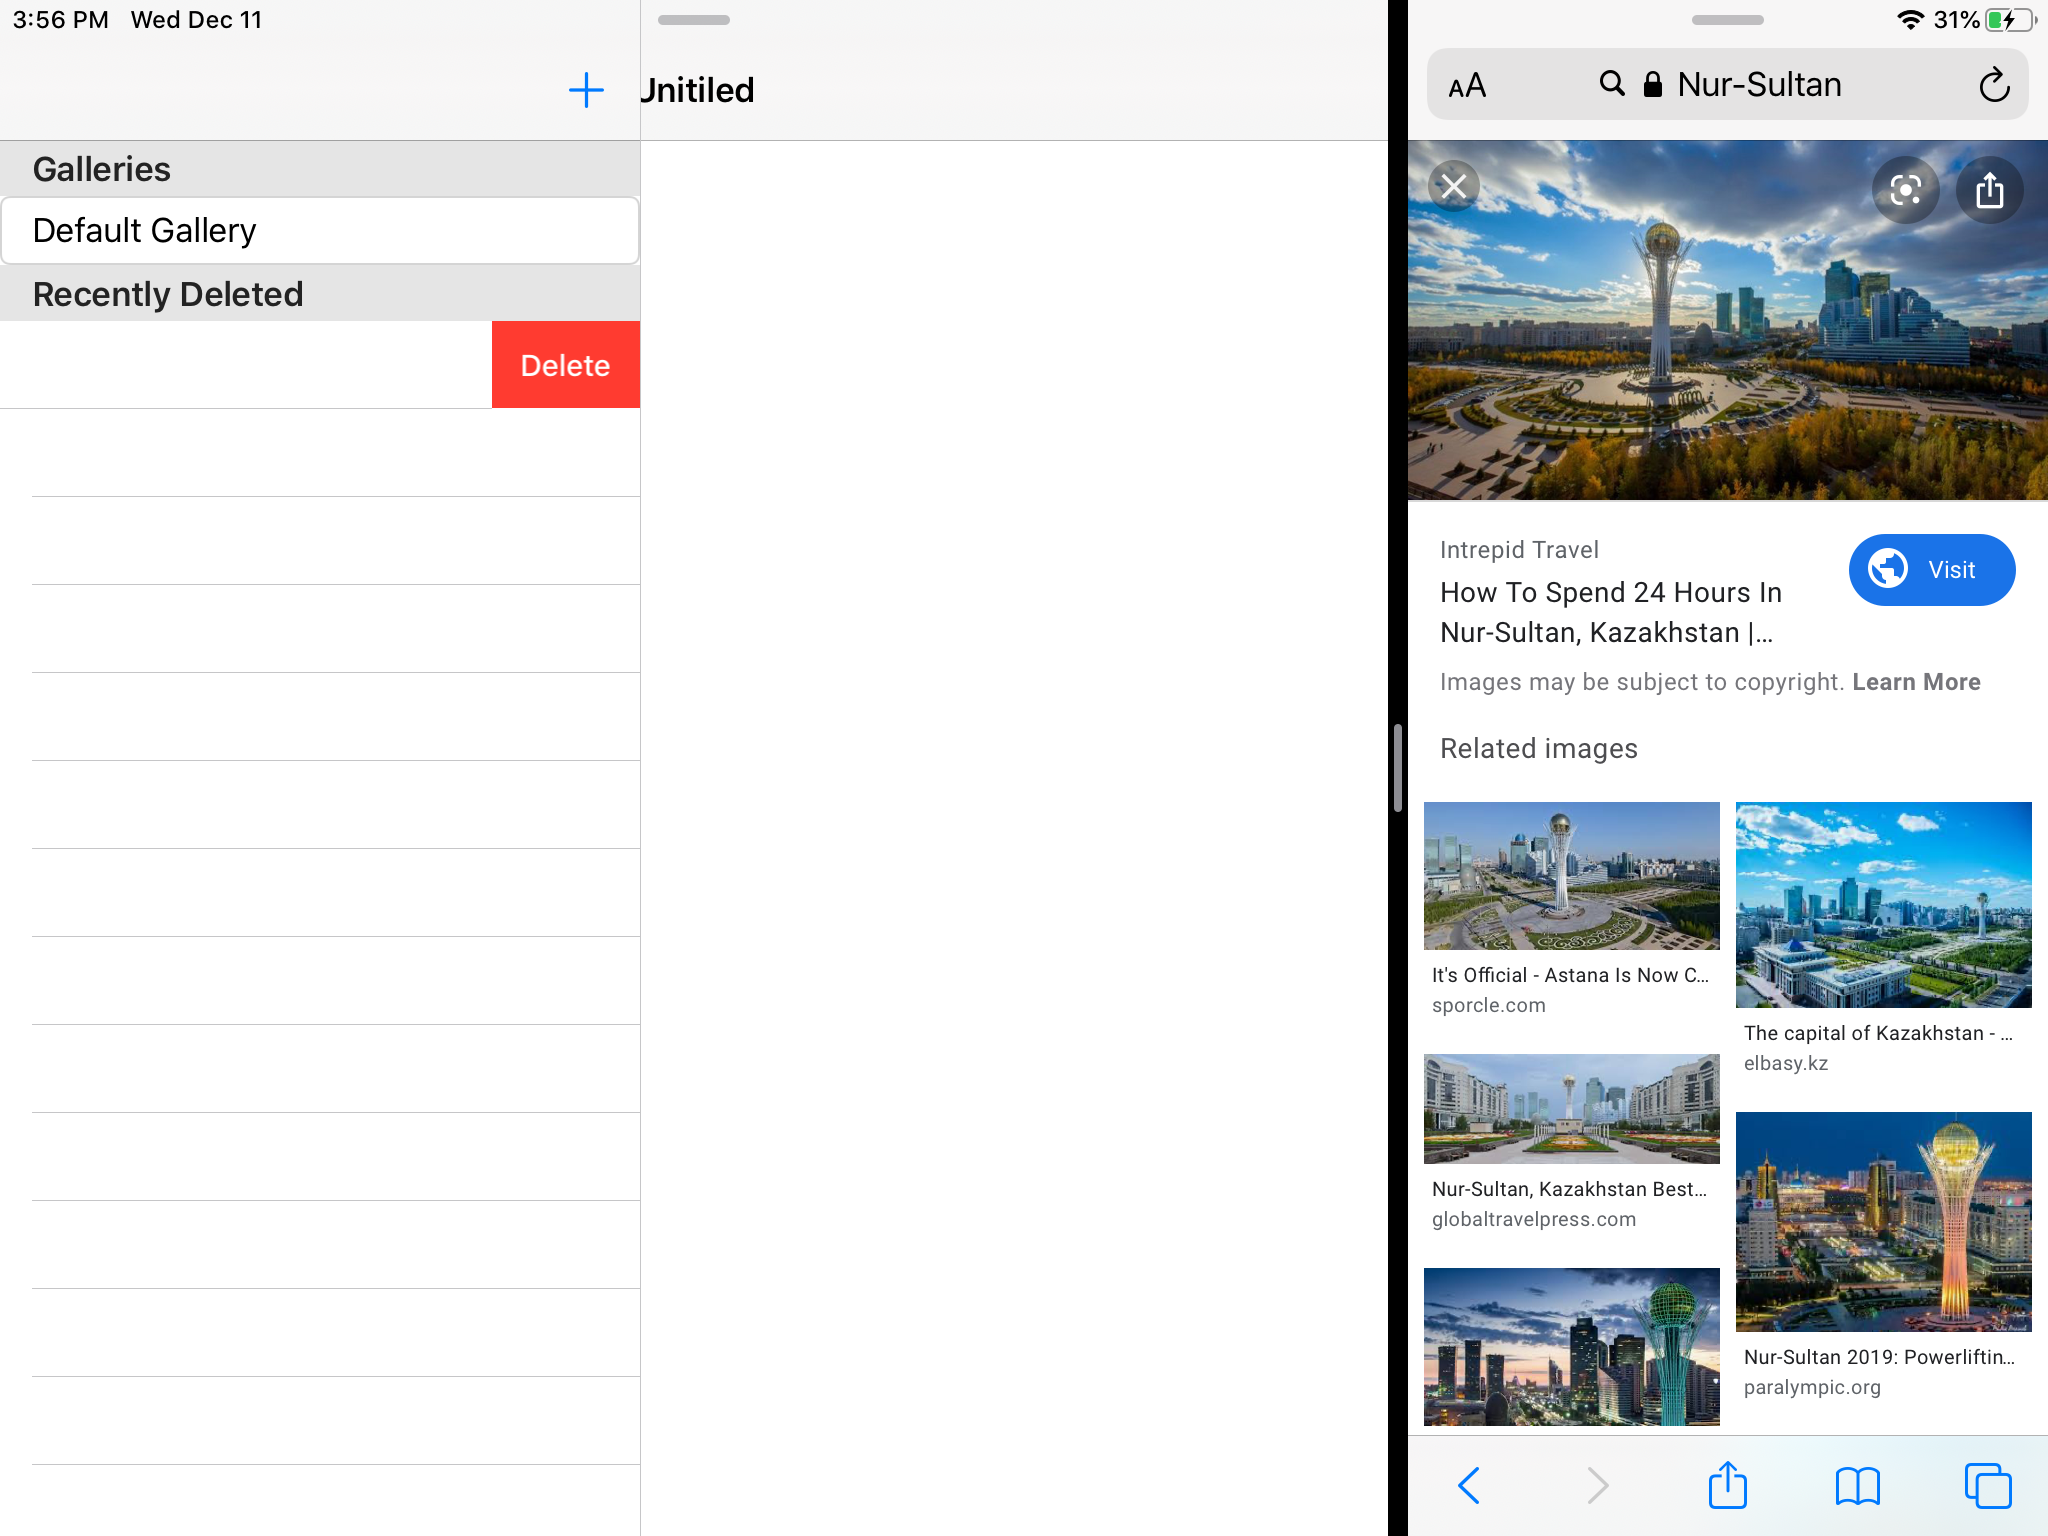 3:56 PM Wed Dec 11
Unitiled
Galleries
Default Gallery
Recently Deleted
Delete
31%
AA Nur-Sultan
Intrepid Travel
How To Spend 24 Hours In
Nur-Sultan, Kazakhstan |...
Visit
Images may be subject to copyright. Learn More
Related images
It's Official - Astana Is Now C...
sporcle.com
The capital of Kazakhstan - ...
elbasy.kz
Nur-Sultan, Kazakhstan Best...
globaltravelpress.com
Nur-Sultan 2019: Powerliftin...
paralympic.org